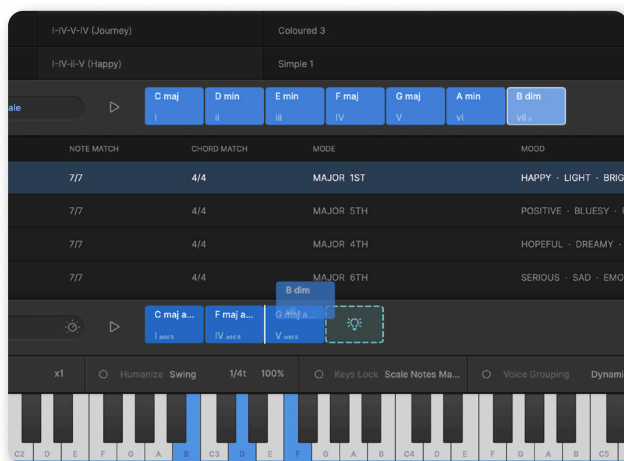 I-IV-V-IV (Journey) Coloured 3
I-IV-ii-V (Happy) Simple 1
ale
C maj D min E min F maj G maj A min B dim
I ii iii IV V vi vii o
NOTE MATCH CHORD MATCH MODE MOOD
7/7 4/4 MAJOR 1ST HAPPY · LIGHT · BRIG
7/7 4/4 MAJOR 5TH POSITIVE · BLUESY ·
7/7 4/4 MAJOR 4TH HOPEFUL · DREAMY ·
7/7 4/4 MAJOR 6TH SERIOUS · SAD · EMO
B dim
vii
C maj a... F maj a... G maj a...
I add 9 IV add 9 V add 9
x1 Humanize Swing 1/4t 100% Keys Lock Scale Notes Ma... Voice Grouping Dynami
C2 D E F G A B C3 D E F G A B C4 D E F G A B C5